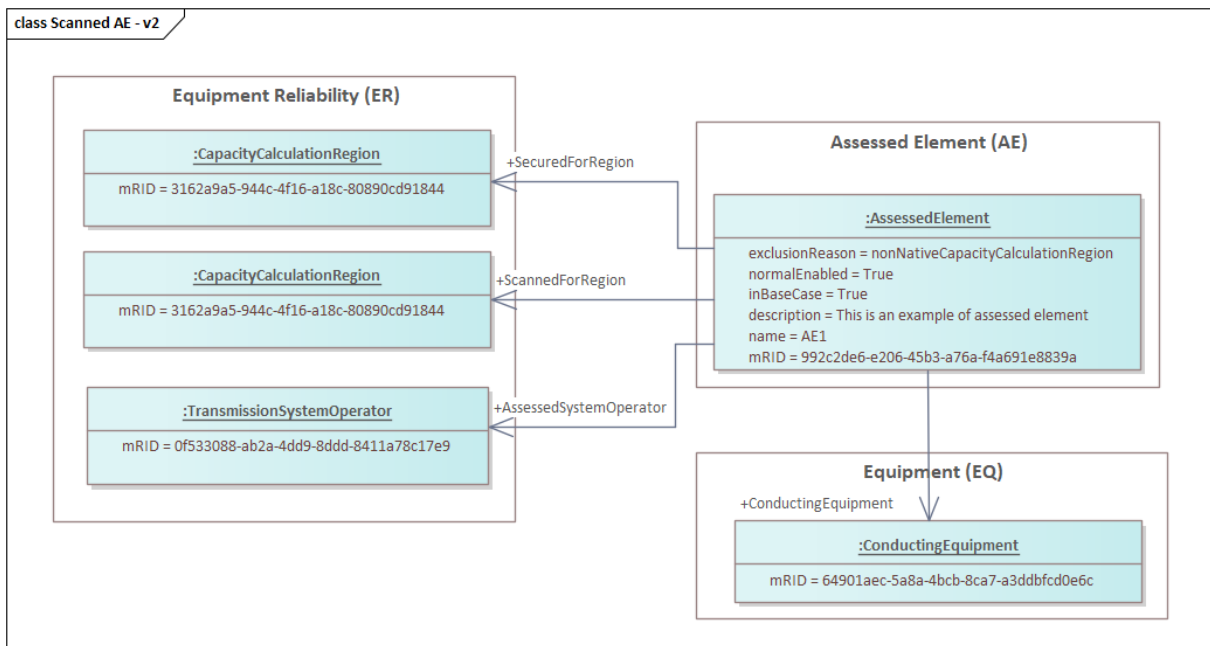 class Scanned AE - v2
Equipment Reliability (ER)
:CapacityCalculationRegion
mRID = 3162a9a5-944c-4f16-a18c-80890cd91844
+SecuredForRegion
:CapacityCalculationRegion
mRID = 3162a9a5-944c-4f16-a18c-80890cd91844
+ScannedForRegion
:TransmissionSystemOperator
mRID = 0f533088-ab2a-4dd9-8ddd-8411a78c17e9
+AssessedSystemOperator
Assessed Element (AE)
:AssessedElement
exclusionReason = nonNativeCapacityCalculationRegion
normalEnabled = True
inBaseCase = True
description = This is an example of assessed element
name = AE1
mRID = 992c2de6-e206-45b3-a76a-f4a691e8839a
Equipment (EQ)
+ConductingEquipment
:ConductingEquipment
mRID = 64901aec-5a8a-4bcb-8ca7-a3ddbfcd0e6c